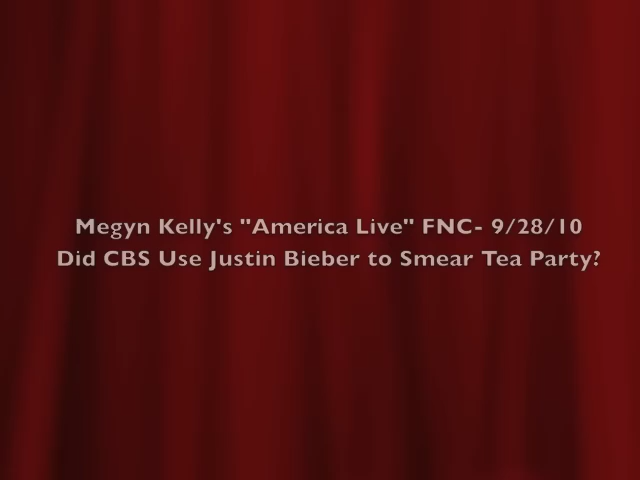 Megyn Kelly's "America Live" FNC- 9/28/10
Did CBS Use Justin Bieber to Smear Tea Party?